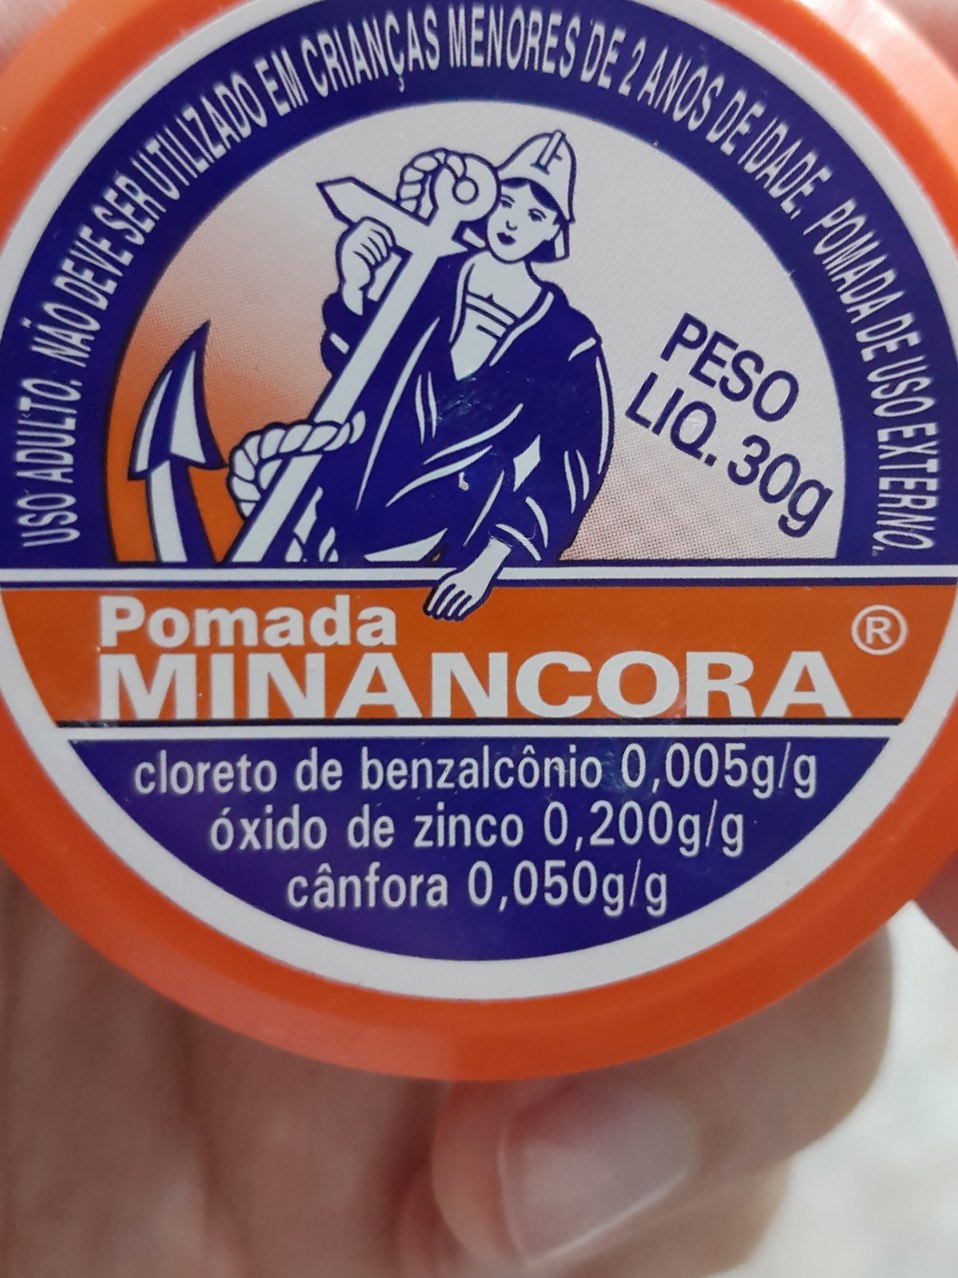 USO ADULTO. NÃO DEVE SER UTILIZADO EM CRIANÇAS MENORES DE 2 ANOS DE IDADE. POMADA DE USO EXTERNO.
PESO
LIQ. 30g
Pomada
MINANCORA ®
cloreto de benzalcônio 0,005g/g
óxido de zinco 0,200g/g
cânfora 0,050g/g